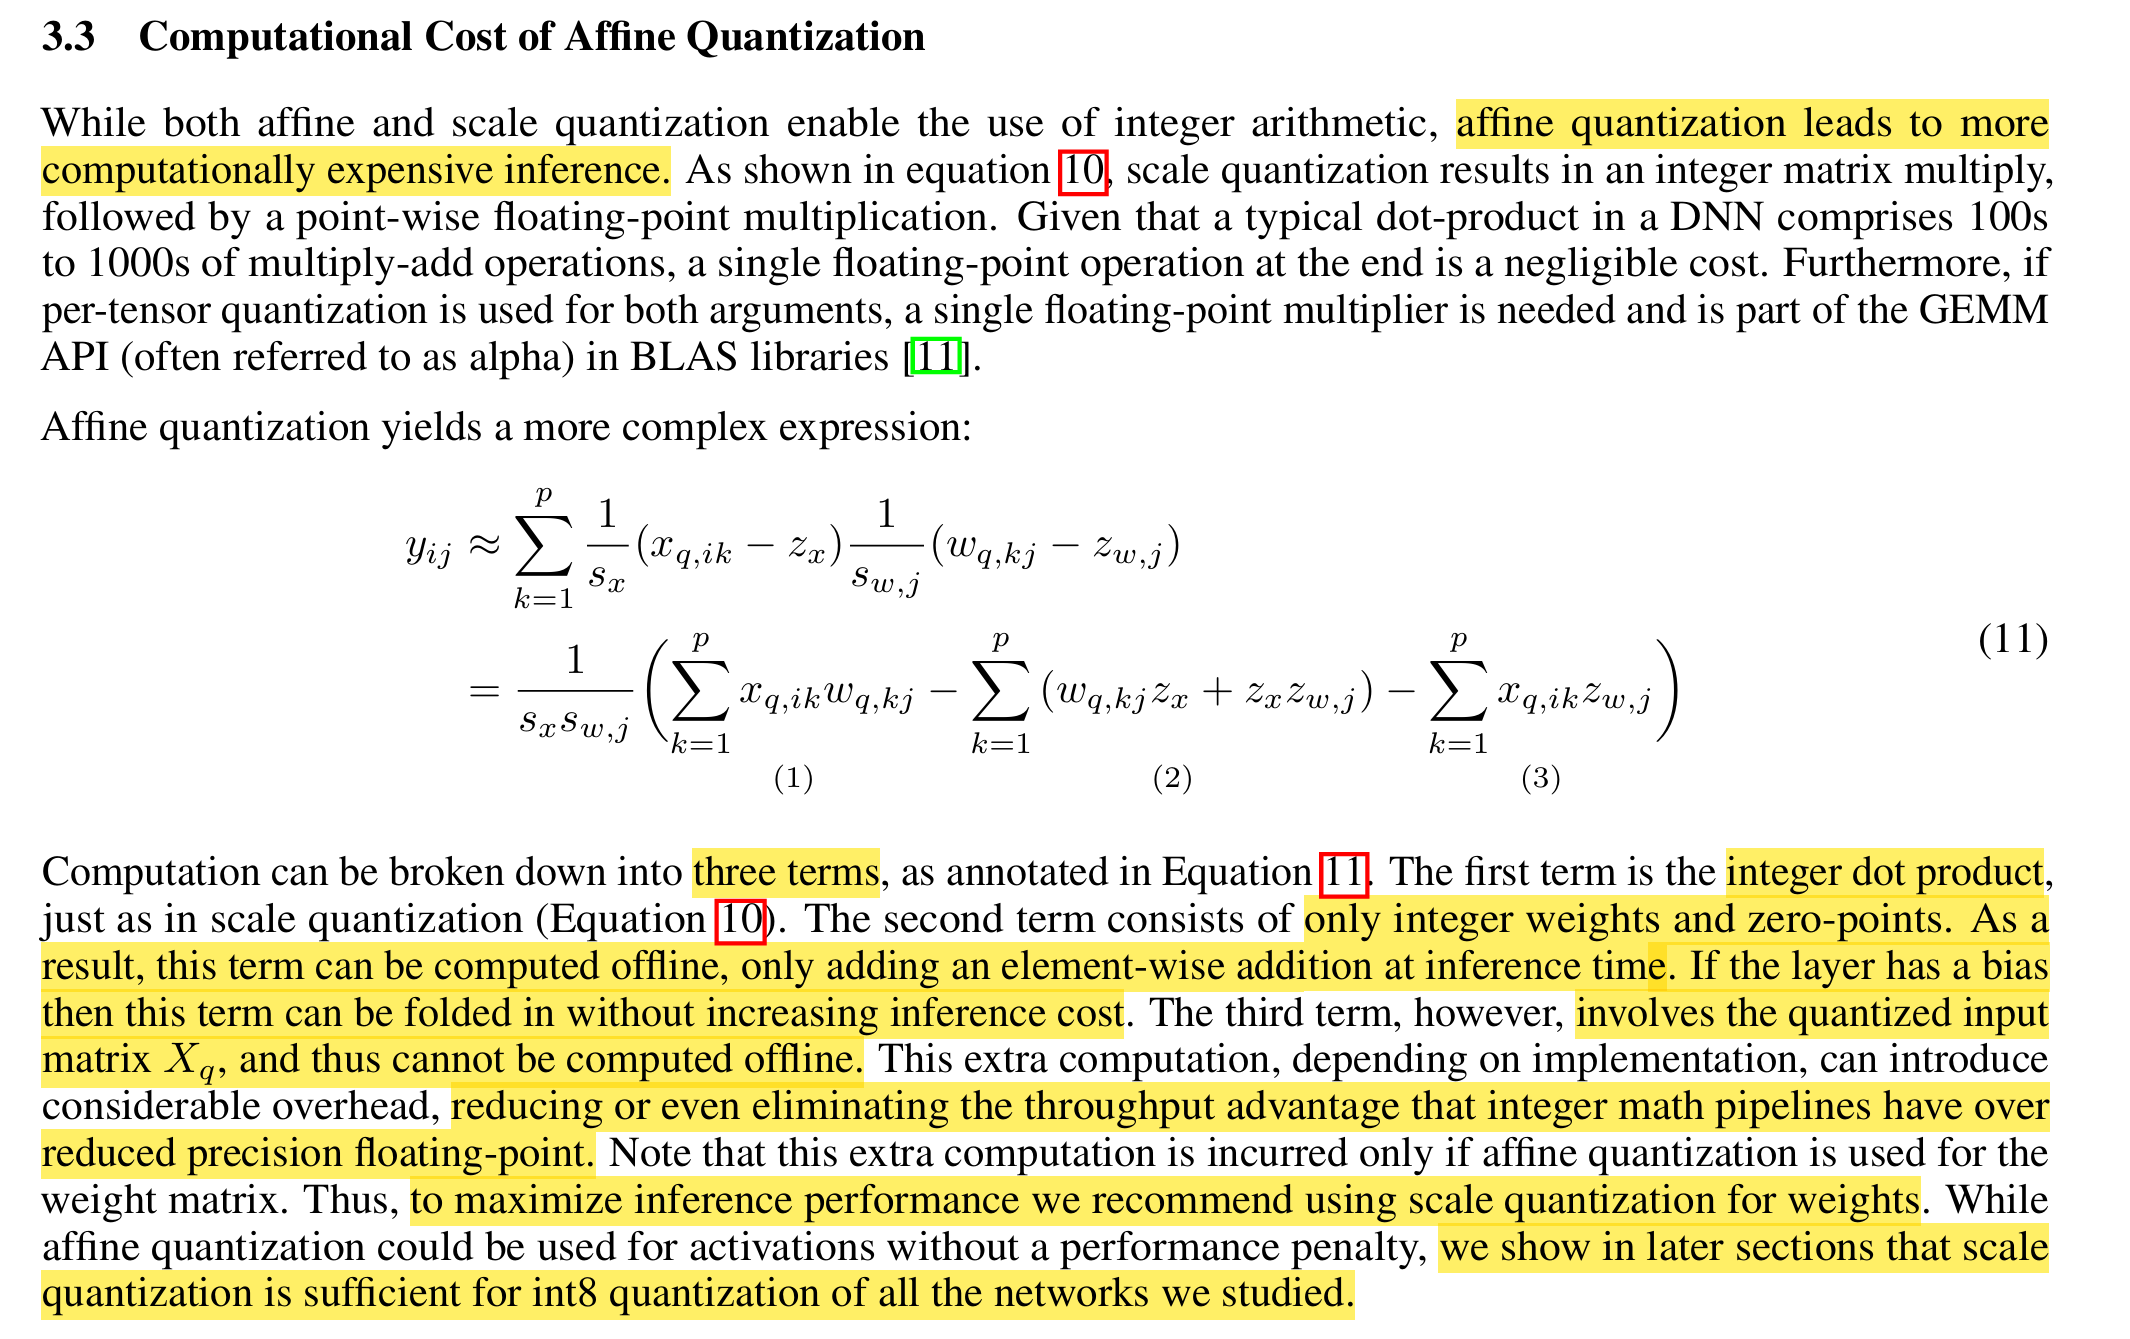 3.3 Computational Cost of Affine Quantization
While both affine and scale quantization enable the use of integer arithmetic, affine quantization leads to more
computationally expensive inference. As shown in equation 10, scale quantization results in an integer matrix multiply,
followed by a point-wise floating-point multiplication. Given that a typical dot-product in a DNN comprises 100s
to 1000s of multiply-add operations, a single floating-point operation at the end is a negligible cost. Furthermore, if
per-tensor quantization is used for both arguments, a single floating-point multiplier is needed and is part of the GEMM
API (often referred to as alpha) in BLAS libraries [11].
Affine quantization yields a more complex expression:
y_{ij} ≈ \sum_{k=1}^{p} \frac{1}{s_x}(x_{q,ik} − z_x)\frac{1}{s_{w,j}}(w_{q,kj} − z_{w,j})
= \frac{1}{s_x s_{w,j}} ( \sum_{k=1}^{p} x_{q,ik}w_{q,kj} − \sum_{k=1}^{p} (w_{q,kj}z_x + z_x z_{w,j}) − \sum_{k=1}^{p} x_{q,ik}z_{w,j} ) (11)
(1) (2) (3)
Computation can be broken down into three terms, as annotated in Equation 11. The first term is the integer dot product,
just as in scale quantization (Equation 10). The second term consists of only integer weights and zero-points. As a
result, this term can be computed offline, only adding an element-wise addition at inference time. If the layer has a bias
then this term can be folded in without increasing inference cost. The third term, however, involves the quantized input
matrix X_q, and thus cannot be computed offline. This extra computation, depending on implementation, can introduce
considerable overhead, reducing or even eliminating the throughput advantage that integer math pipelines have over
reduced precision floating-point. Note that this extra computation is incurred only if affine quantization is used for the
weight matrix. Thus, to maximize inference performance we recommend using scale quantization for weights. While
affine quantization could be used for activations without a performance penalty, we show in later sections that scale
quantization is sufficient for int8 quantization of all the networks we studied.